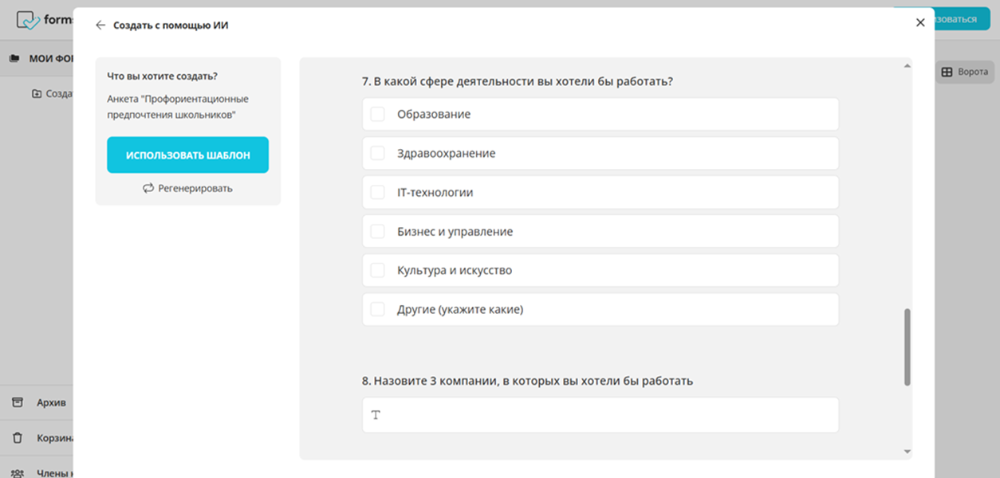 form
Создать с помощью ИИ
зоваться
МОИ ФО
Созда
Ворота
Что вы хотите создать?
Анкета "Профориентационные
предпочтения школьников"
ИСПОЛЬЗОВАТЬ ШАБЛОН
Регенерировать
7. В какой сфере деятельности вы хотели бы работать?
Образование
Здравоохранение
IT-технологии
Бизнес и управление
Культура и искусство
Другие (укажите какие)
8. Назовите 3 компании, в которых вы хотели бы работать
T
Архив
Корзин
Члены